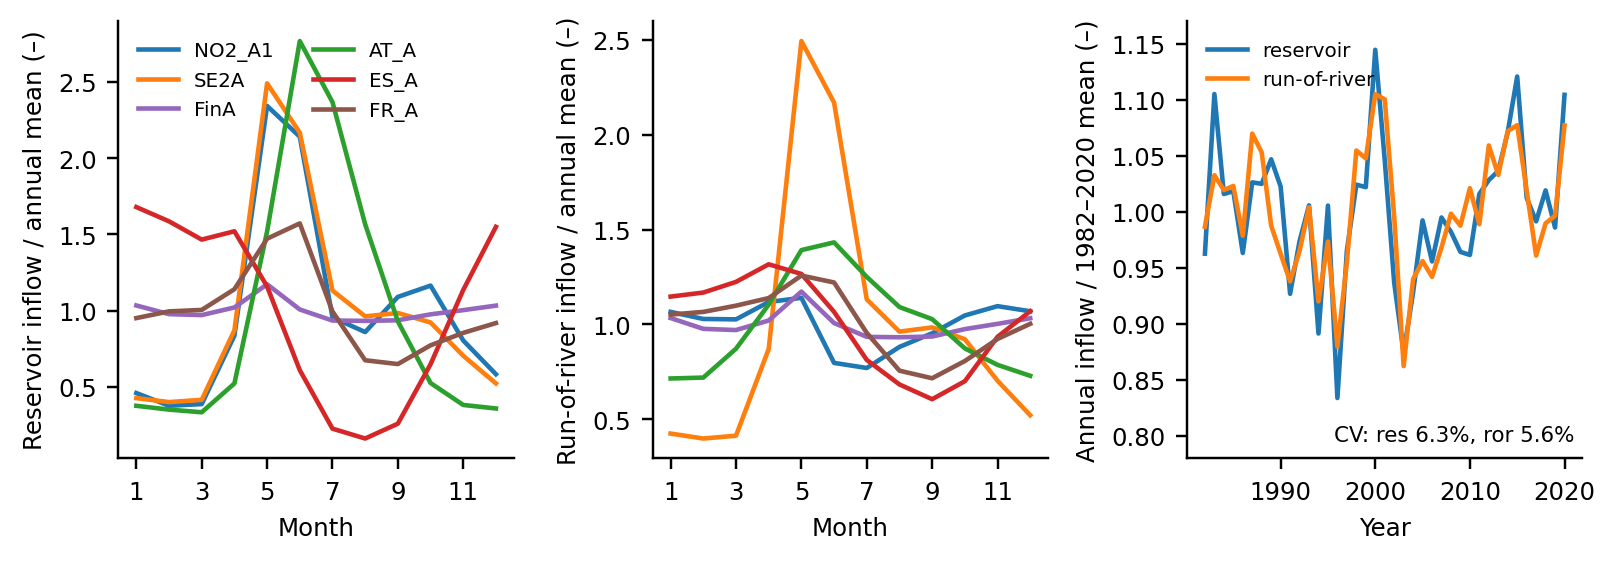 Reservoir inflow / annual mean (–)
2.5
2.0
1.5
1.0
0.5
NO2_A1
SE2A
FinA
AT_A
ES_A
FR_A
1 3 5 7 9 11
Month
Run-of-river inflow / annual mean (–)
2.5
2.0
1.5
1.0
0.5
1 3 5 7 9 11
Month
Annual inflow / 1982–2020 mean (–)
1.15
1.10
1.05
1.00
0.95
0.90
0.85
0.80
reservoir
run-of-river
CV: res 6.3%, ror 5.6%
1990 2000 2010 2020
Year